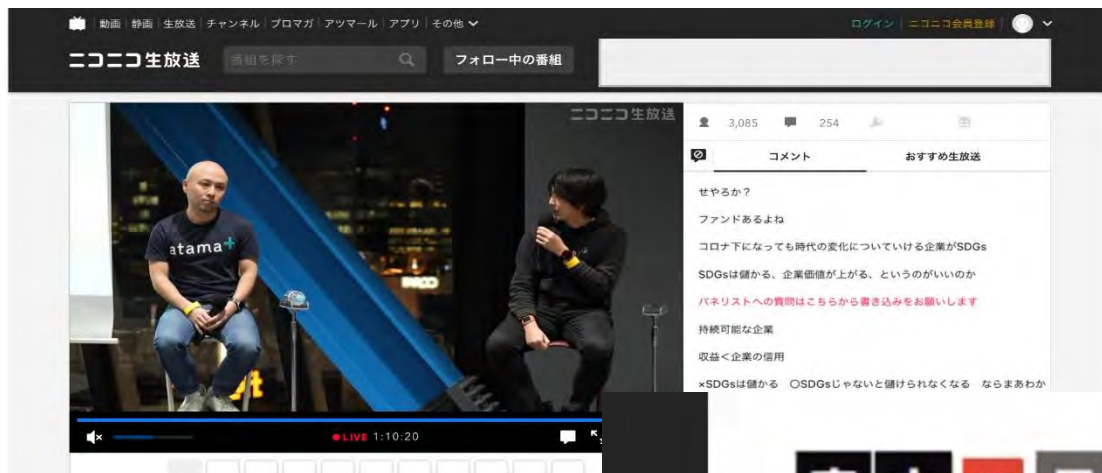 動画 静画 生放送 チャンネル ブロマガ アツマール アプリ その他
ログイン ニコニコ会員登録
ニコニコ生放送 番組を探す フォロー中の番組
ニコニコ生放送
3,085 254
コメント おすすめ生放送
せやろか?
ファンドあるよね
コロナ下になっても時代の変化についていける企業がSDGs
SDGsは儲かる、企業価値が上がる、というのがいいのか
パネリストへの質問はこちらから書き込みをお願いします
持続可能な企業
収益<企業の信用
×SDGsは儲かる 〇SDGsじゃないと儲けられなくなる ならまあわか
atama+
LIVE 1:10:20